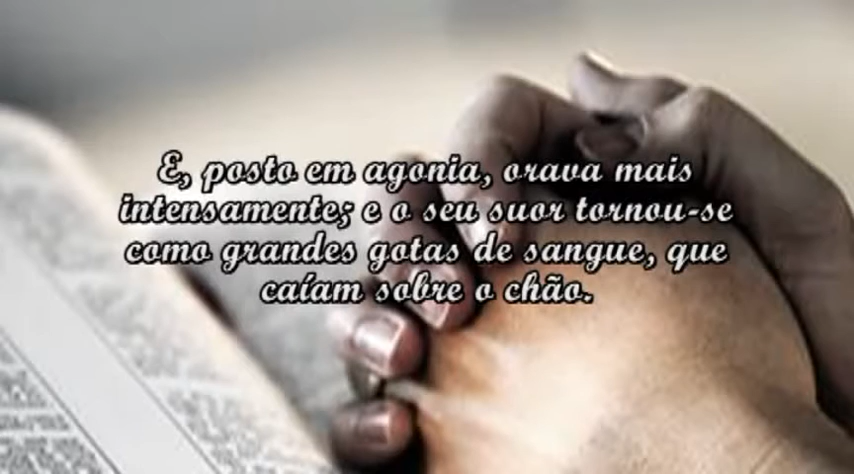 E, posto em agonia, orava mais
intensamente; e o seu suor tornou-se
como grandes gotas de sangue, que
caíam sobre o chão.